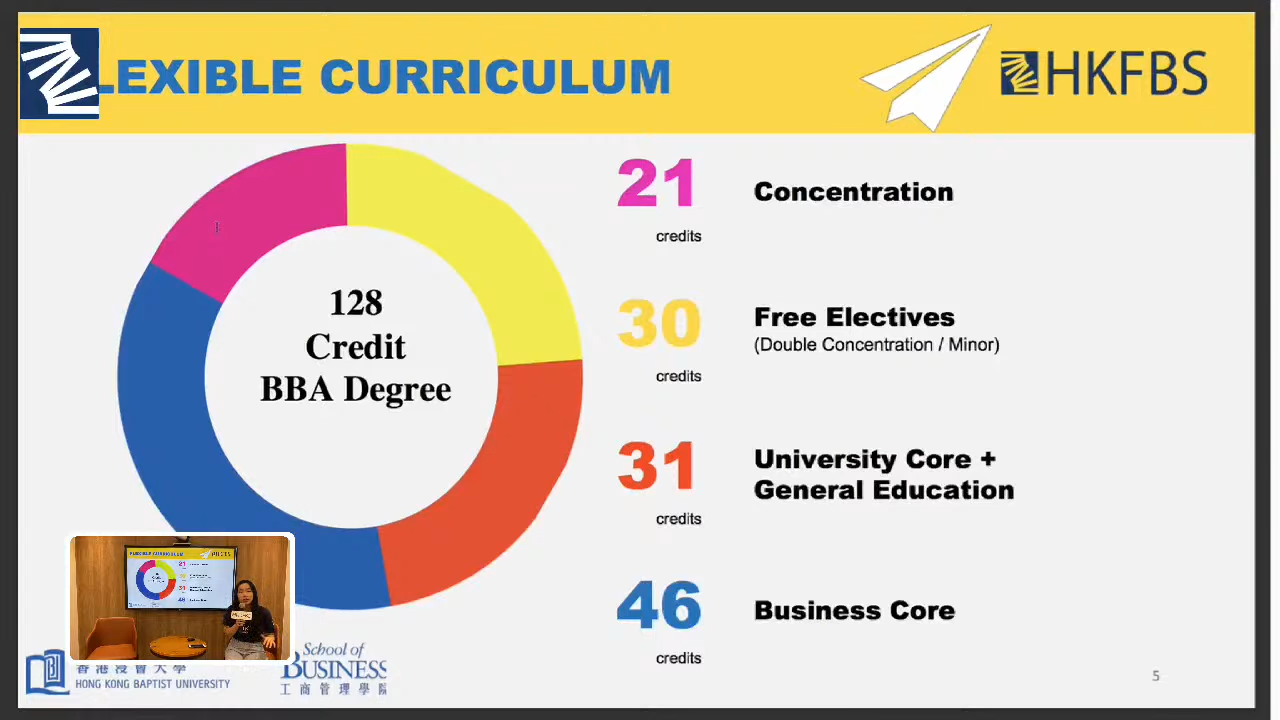 LEXIBLE CURRICULUM
HKFBS
128
Credit
BBA Degree
21
credits
Concentration
30
credits
Free Electives
(Double Concentration / Minor)
31
credits
University Core +
General Education
46
credits
Business Core
FLEXIBLE CURRICULUM
香港浸會大學
HONG KONG BAPTIST UNIVERSITY
School of
BUSINESS
工商管理學院
5